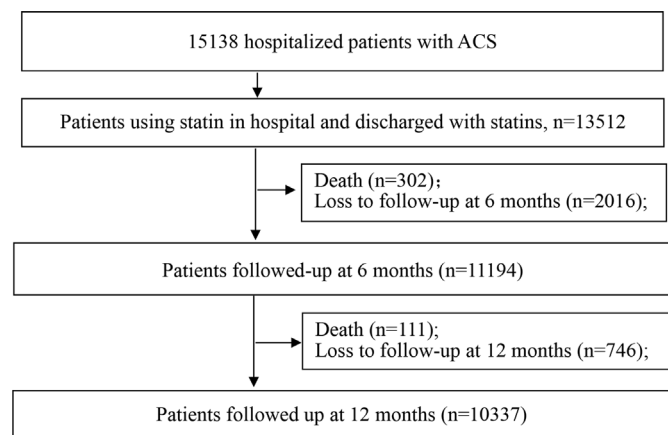 15138 hospitalized patients with ACS
Patients using statin in hospital and discharged with statins, n=13512
Death (n=302)；
Loss to follow-up at 6 months (n=2016);
Patients followed-up at 6 months (n=11194)
Death (n=111);
Loss to follow-up at 12 months (n=746);
Patients followed up at 12 months (n=10337)